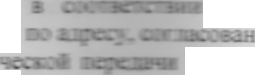 в соответствии
по адресу, согласован
ческой передачи